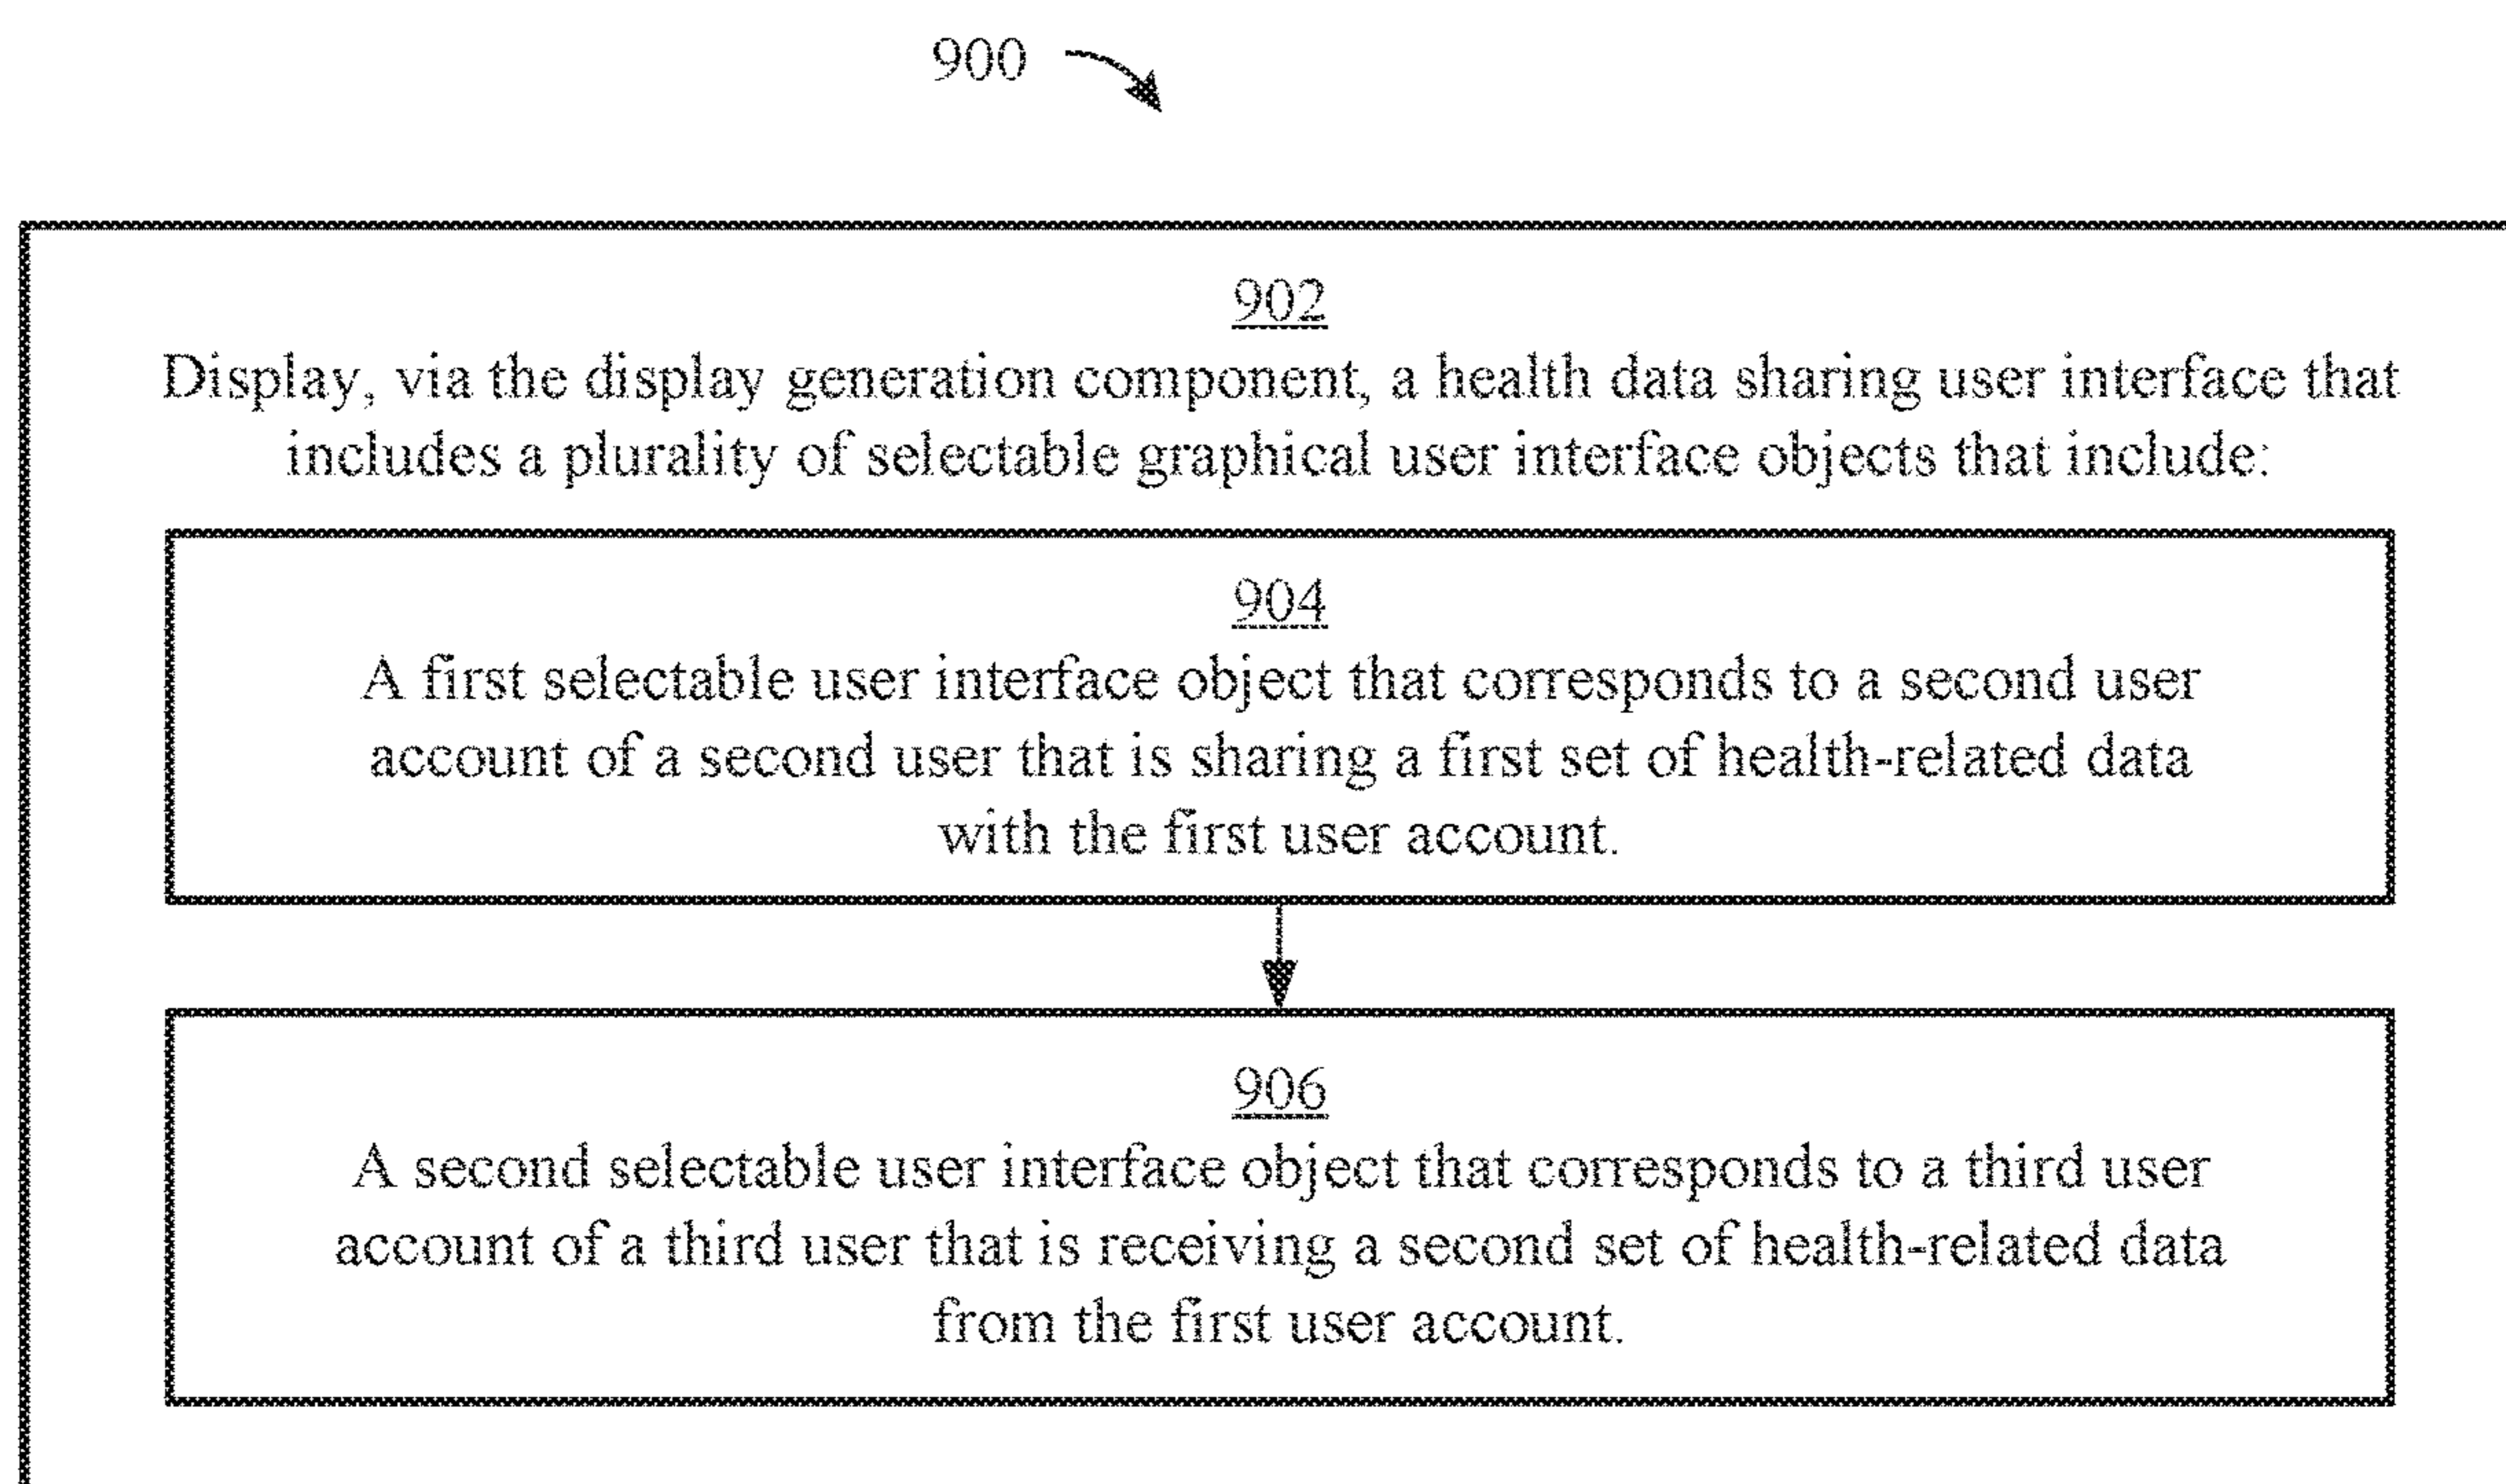 900
902
Display, via the display generation component, a health data sharing user interface that
includes a plurality of selectable graphical user interface objects that include:
904
A first selectable user interface object that corresponds to a second user
account of a second user that is sharing a first set of health-related data
with the first user account.
906
A second selectable user interface object that corresponds to a third user
account of a third user that is receiving a second set of health-related data
from the first user account.